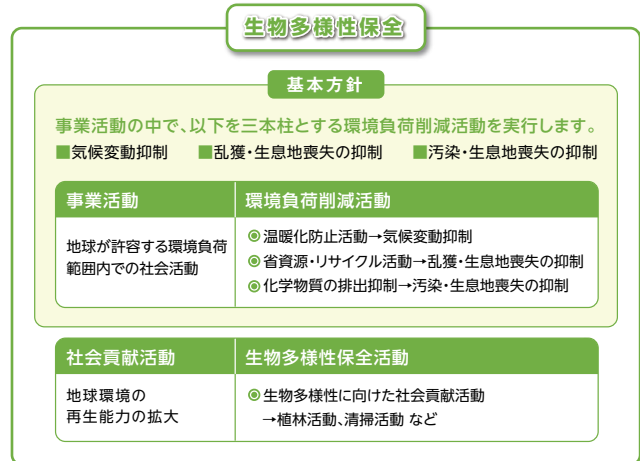 生物多様性保全
基本方針
事業活動の中で、以下を三本柱とする環境負荷削減活動を実行します。
■気候変動抑制 ■乱獲・生息地喪失の抑制 ■汚染・生息地喪失の抑制
事業活動 環境負荷削減活動
地球が許容する環境負荷
範囲内での社会活動
◉温暖化防止活動→気候変動抑制
◉省資源・リサイクル活動→乱獲・生息地喪失の抑制
◉化学物質の排出抑制→汚染・生息地喪失の抑制
社会貢献活動 生物多様性保全活動
地球環境の
再生能力の拡大
◉生物多様性に向けた社会貢献活動
→植林活動、清掃活動 など